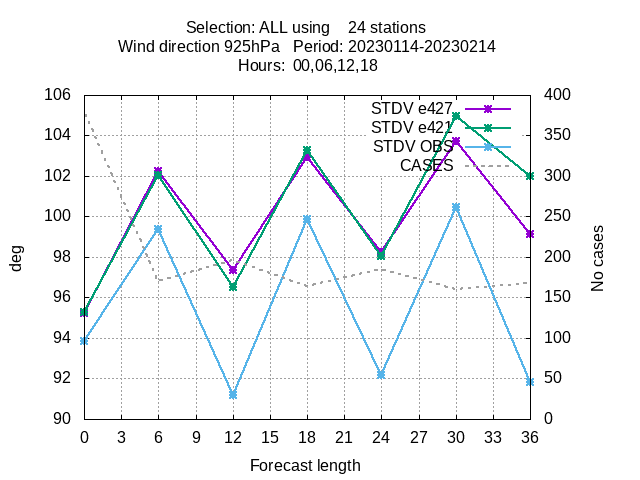 Selection: ALL using 24 stations
Wind direction 925hPa Period: 20230114-20230214
Hours: 00,06,12,18
106 400
STDV e427
104 350
STDV e421
STDV OBS
CASES
102 300
100 250
deg
98 200
No cases
96 150
94 100
92 50
90 0
0 3 6 9 12 15 18 21 24 27 30 33 36
Forecast length